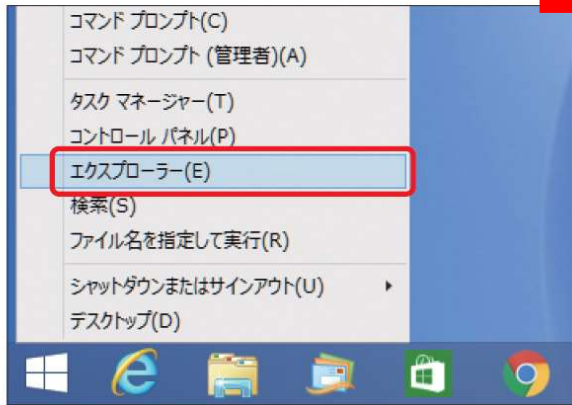 コマンド プロンプト(C)
コマンド プロンプト (管理者)(A)
タスク マネージャー(T)
コントロール パネル(P)
エクスプローラー(E)
検索(S)
ファイル名を指定して実行(R)
シャットダウンまたはサインアウト(U)
デスクトップ(D)